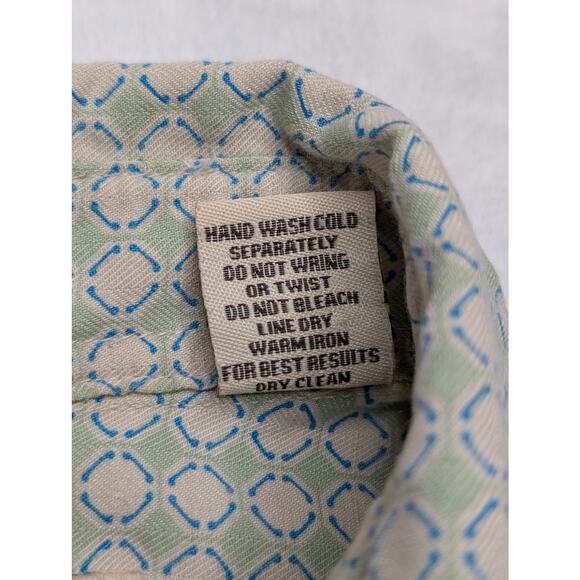 HAND WASH COLD
SEPARATELY
DO NOT WRING
OR TWIST
DO NOT BLEACH
LINE DRY
WARM IRON
FOR BEST RESULTS
DRY CLEAN